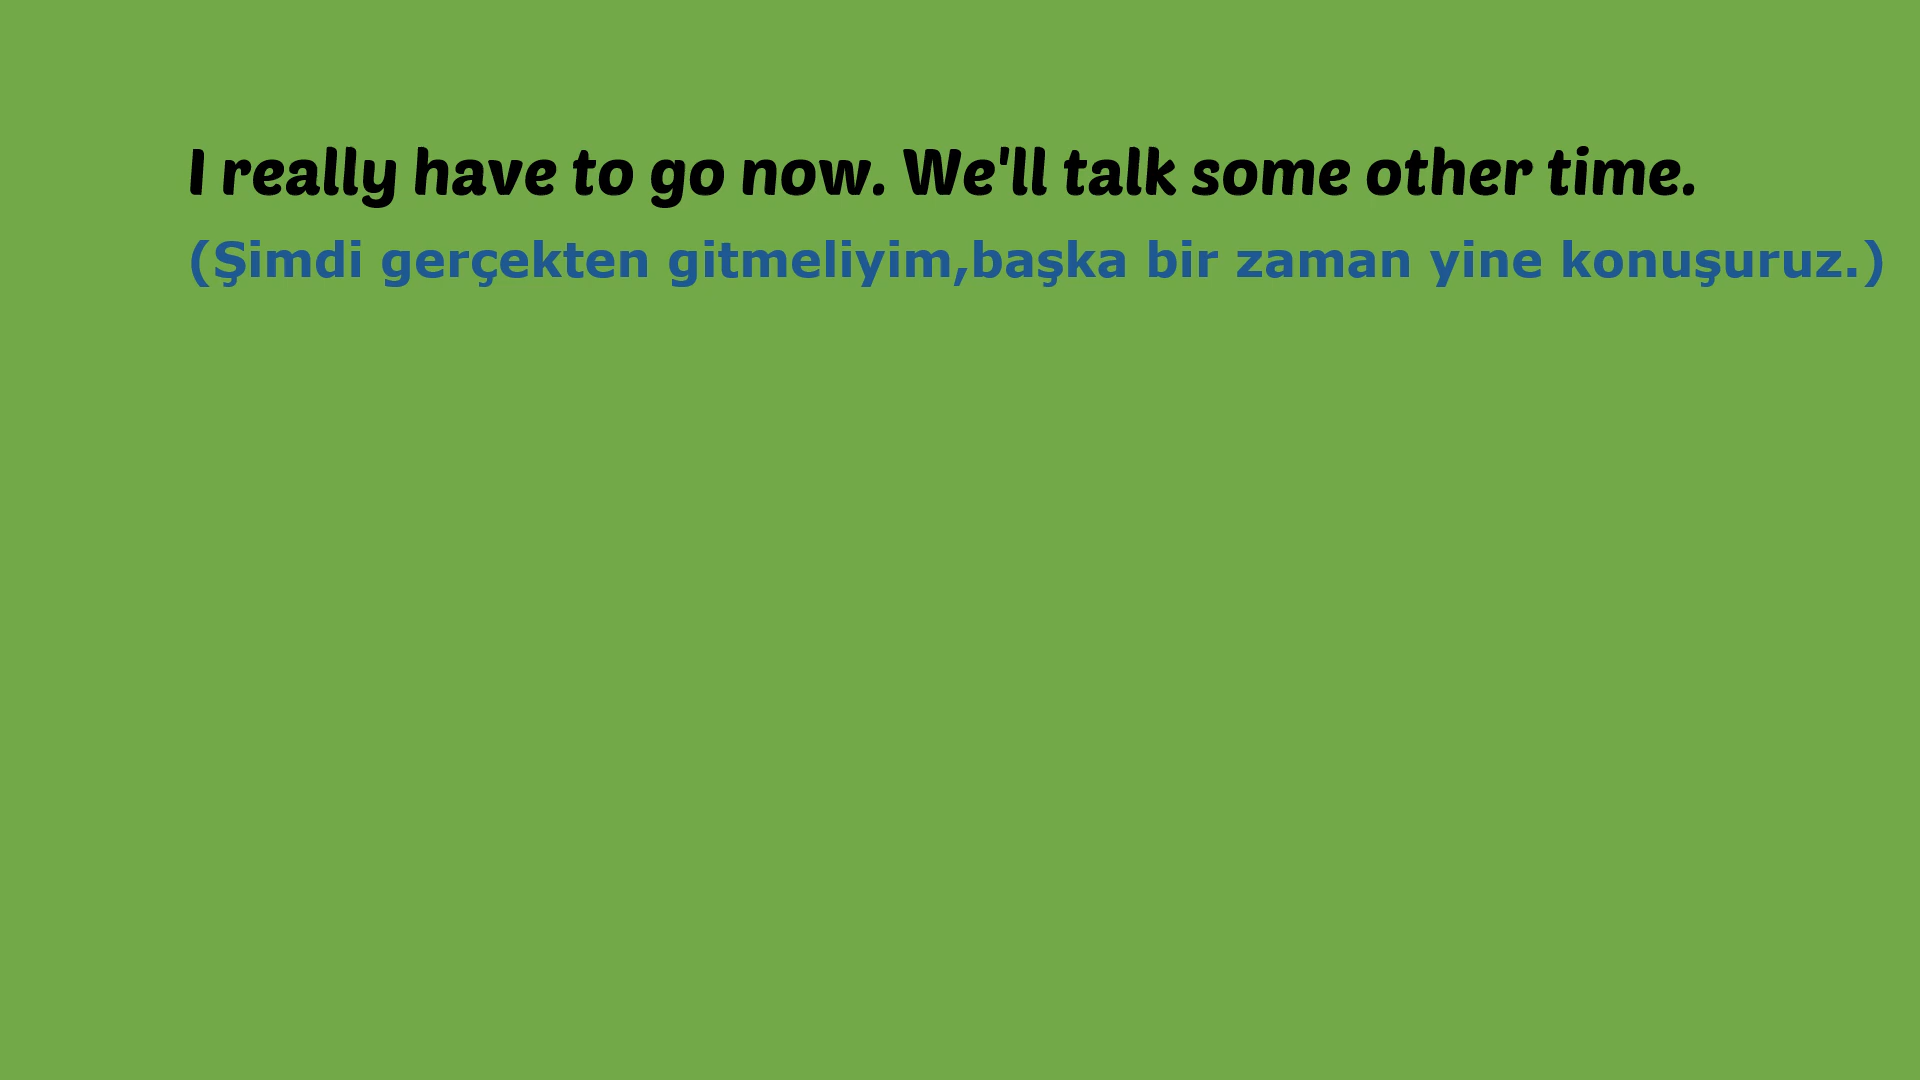 I really have to go now. We'll talk some other time.
(Şimdi gerçekten gitmeliyim,başka bir zaman yine konuşuruz.)